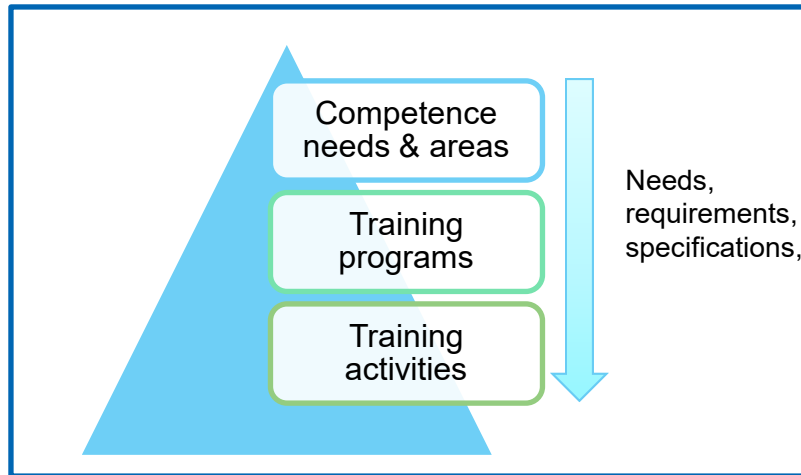 Competence
needs & areas
Training
programs
Training
activities
Needs,
requirements,
specifications,